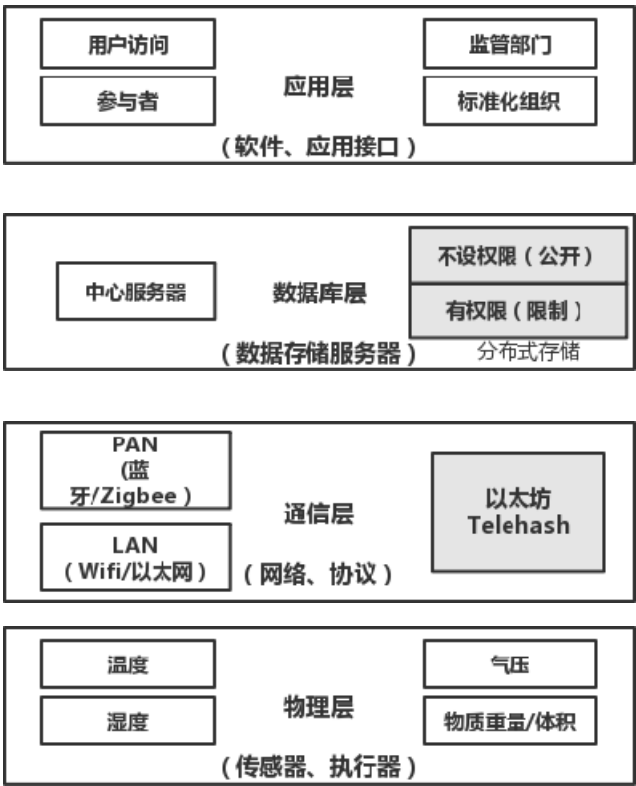 用户访问
监管部门
应用层
参与者
标准化组织
（软件、应用接口）
不设权限（公开）
中心服务器
数据库层
有权限（限制）
（数据存储服务器）
分布式存储
PAN
(蓝
牙/Zigbee）
以太坊
Telehash
通信层
LAN
（Wifi/以太网）
（网络、协议）
温度
气压
物理层
湿度
物质重量/体积
（传感器、执行器）